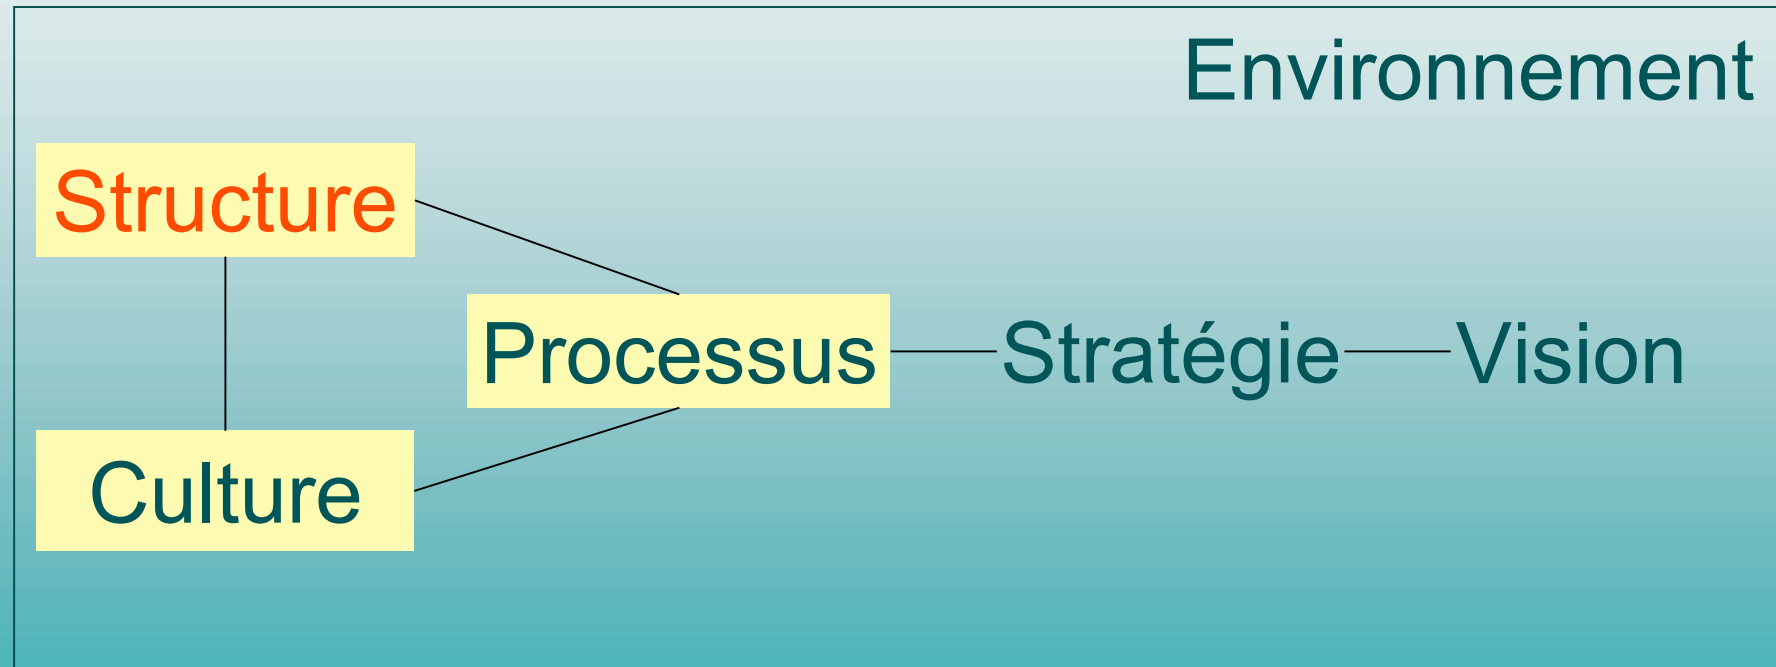 Environnement
Structure
Processus
Stratégie
Vision
Culture